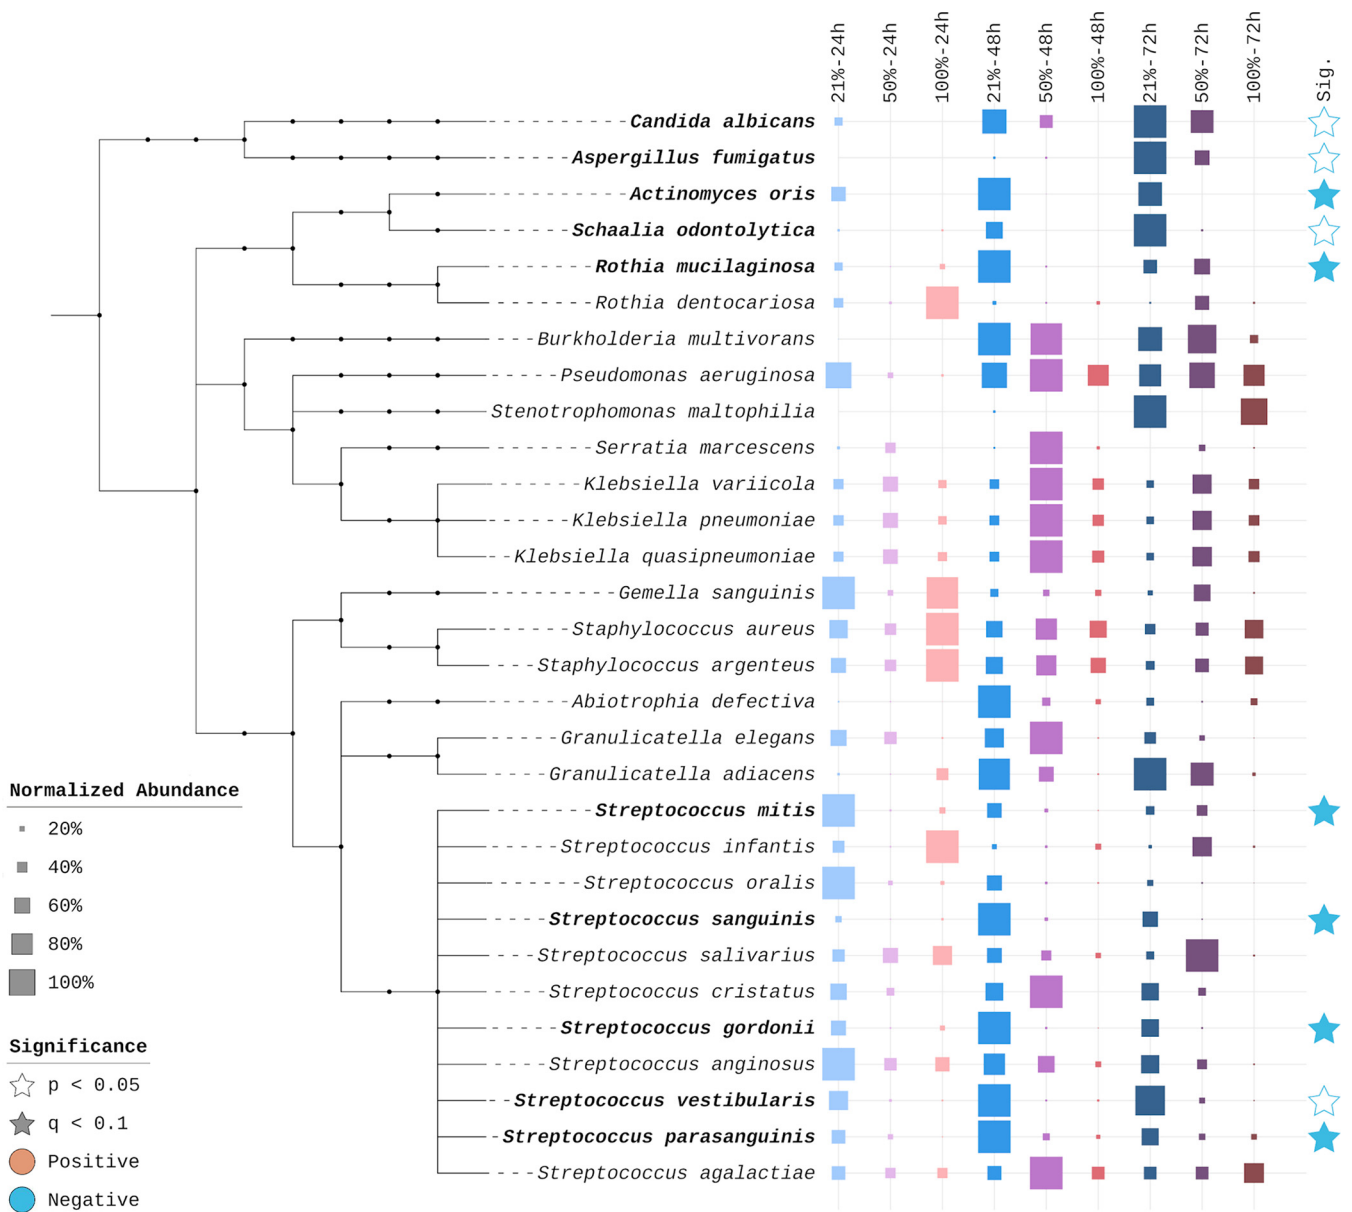 21%-24h
50%-24h
100%-24h
21%-48h
50%-48h
100%-48h
21%-72h
50%-72h
100%-72h
Sig.
Candida albicans
Aspergillus fumigatus
Actinomyces oris
Schaalia odontolytica
Rothia mucilaginosa
Rothia dentocariosa
Burkholderia multivorans
Pseudomonas aeruginosa
Stenotrophomonas maltophilia
Serratia marcescens
Klebsiella variicola
Klebsiella pneumoniae
Klebsiella quasipneumoniae
Gemella sanguinis
Staphylococcus aureus
Staphylococcus argenteus
Abiotrophia defectiva
Granulicatella elegans
Granulicatella adiacens
Streptococcus mitis
Streptococcus infantis
Streptococcus oralis
Streptococcus sanguinis
Streptococcus salivarius
Streptococcus cristatus
Streptococcus gordonii
Streptococcus anginosus
Streptococcus vestibularis
Streptococcus parasanguinis
Streptococcus agalactiae
Normalized Abundance
20%
40%
60%
80%
100%
Significance
p < 0.05
q < 0.1
Positive
Negative